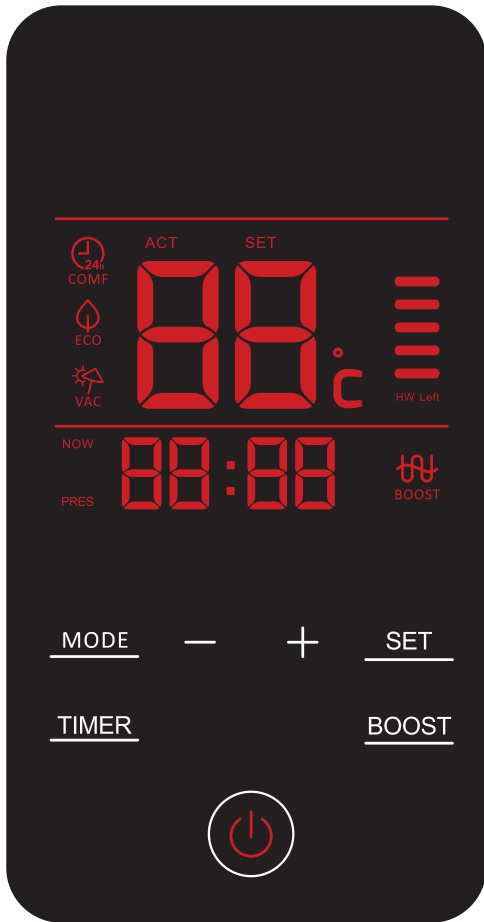 ACT SET
24h
COMF
88 °C
ECO
VAC
HW Left
NOW
88:88
PRES
BOOST
MODE — + SET
TIMER BOOST